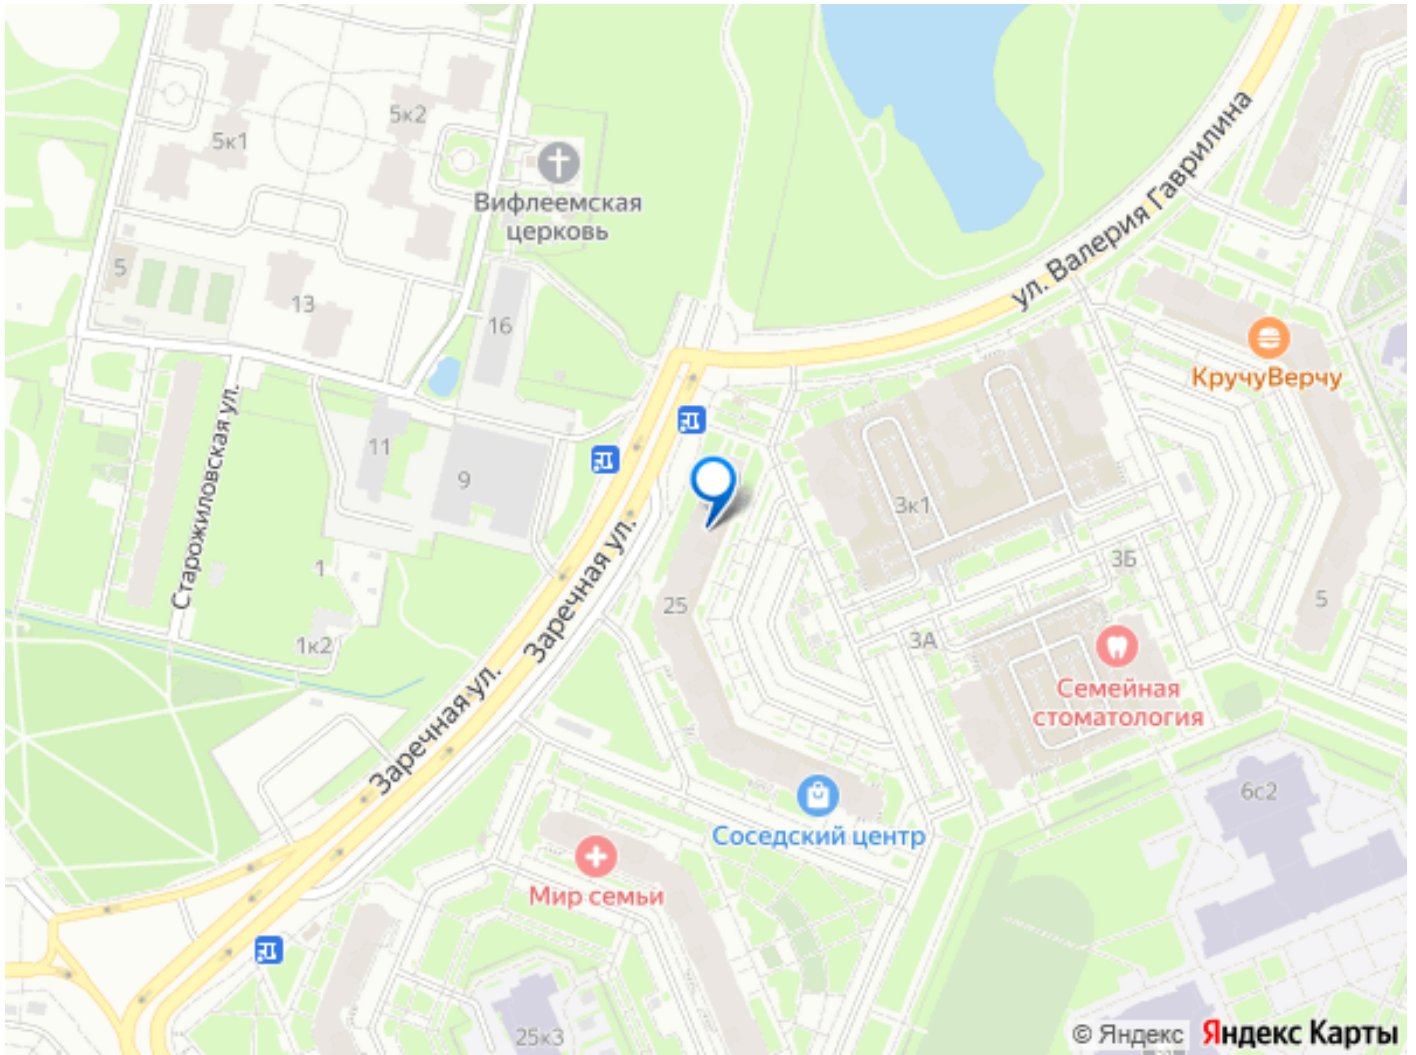 5к2
5к1
Вифлеемская
церковь
5
13
16
ул. Валерия Гаврилина
КручуВерчу
Старожиловская ул.
11
9
3к1
Заречная ул.
1
3Б
25
5
1к2
3А
Семейная
стоматология
Заречная ул.
6с2
Соседский центр
Мир семьи
25к3
© Яндекс
Яндекс Карты